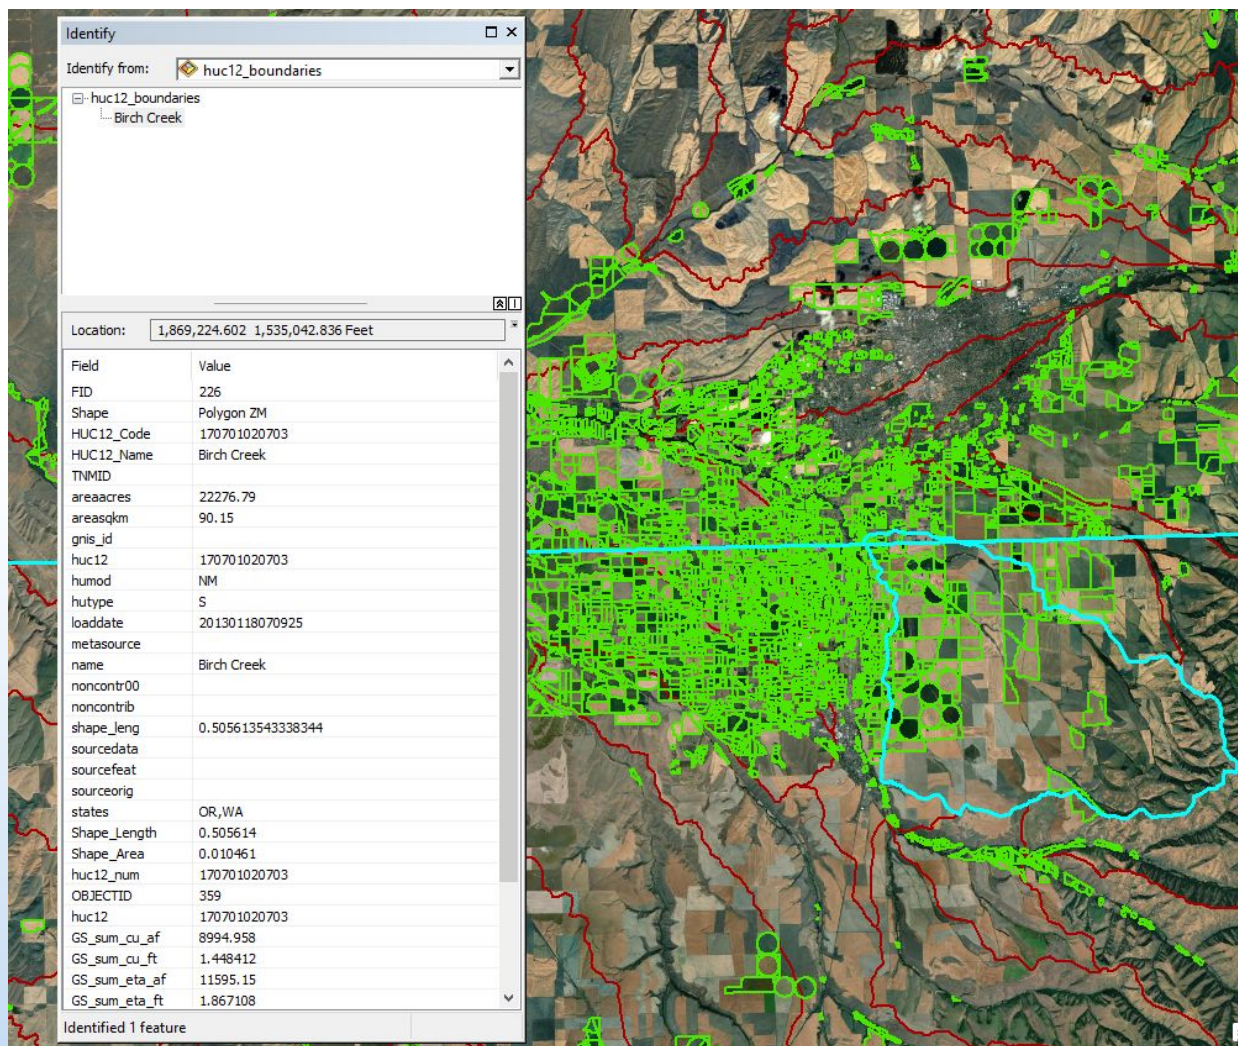 Identify
Identify from: huc12_boundaries
huc12_boundaries
Birch Creek
Location: 1,869,224.602 1,535,042.836 Feet
Field Value
FID 226
Shape Polygon ZM
HUC12_Code 170701020703
HUC12_Name Birch Creek
TNMID
areaacres 22276.79
areasqkm 90.15
gnis_id
huc12 170701020703
humod NM
hutype S
loaddate 20130118070925
metasource
name Birch Creek
noncontr00
noncontrib
shape_leng 0.505613543338344
sourcedata
sourcefeat
sourceorig
states OR,WA
Shape_Length 0.505614
Shape_Area 0.010461
huc12_num 170701020703
OBJECTID 359
huc12 170701020703
GS_sum_cu_af 8994.958
GS_sum_cu_ft 1.448412
GS_sum_eta_af 11595.15
GS_sum_eta_ft 1.867108
Identified 1 feature